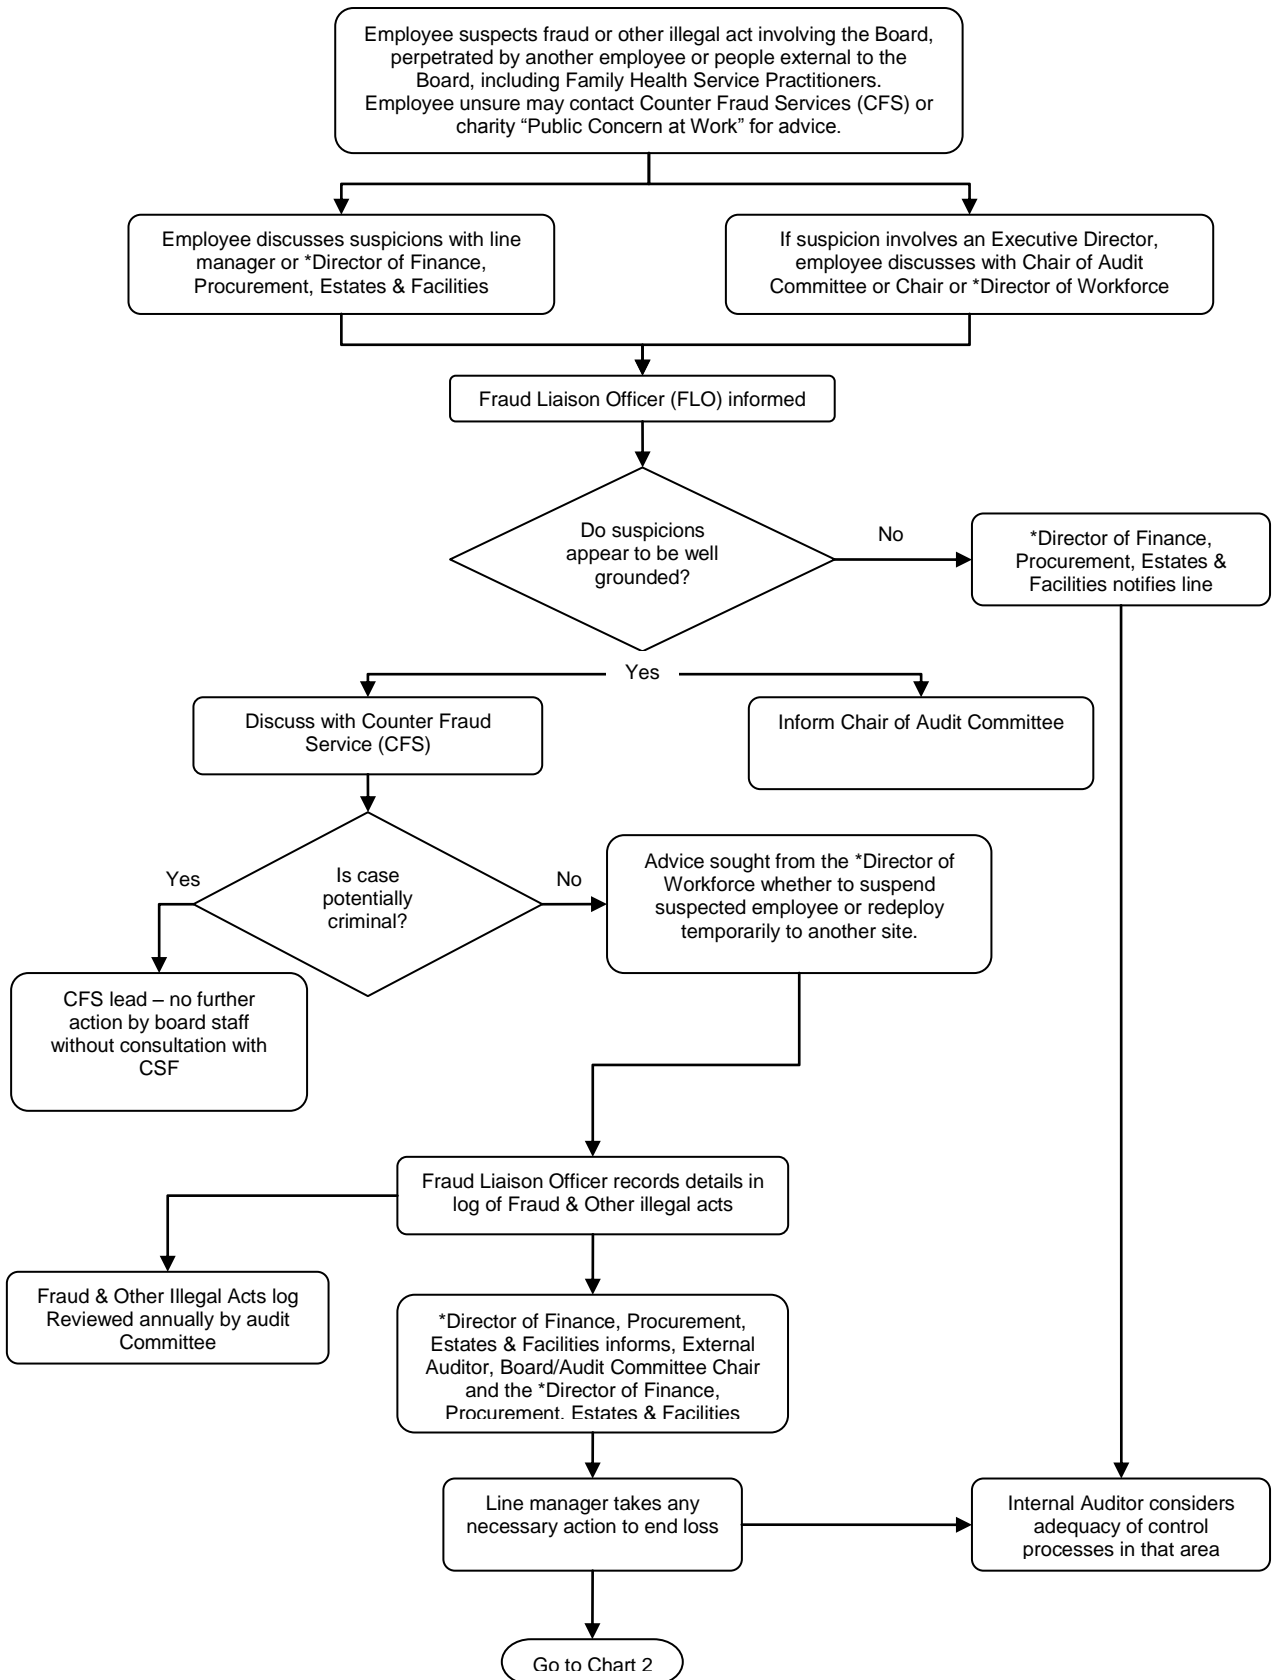 Employee suspects fraud or other illegal act involving the Board,
perpetrated by another employee or people external to the
Board, including Family Health Service Practitioners.
Employee unsure may contact Counter Fraud Services (CFS) or
charity “Public Concern at Work” for advice.
Employee discusses suspicions with line
manager or *Director of Finance,
Procurement, Estates & Facilities
If suspicion involves an Executive Director,
employee discusses with Chair of Audit
Committee or Chair or *Director of Workforce
Fraud Liaison Officer (FLO) informed
Do suspicions
appear to be well
grounded?
No
*Director of Finance,
Procurement, Estates &
Facilities notifies line
Yes
Discuss with Counter Fraud
Service (CFS)
Inform Chair of Audit Committee
Is case
potentially
criminal?
Yes
No
Advice sought from the *Director of
Workforce whether to suspend
suspected employee or redeploy
temporarily to another site.
CFS lead – no further
action by board staff
without consultation with
CSF
Fraud Liaison Officer records details in
log of Fraud & Other illegal acts
Fraud & Other Illegal Acts log
Reviewed annually by audit
Committee
*Director of Finance, Procurement,
Estates & Facilities informs, External
Auditor, Board/Audit Committee Chair
and the *Director of Finance,
Procurement, Estates & Facilities
Line manager takes any
necessary action to end loss
Internal Auditor considers
adequacy of control
processes in that area
Go to Chart 2